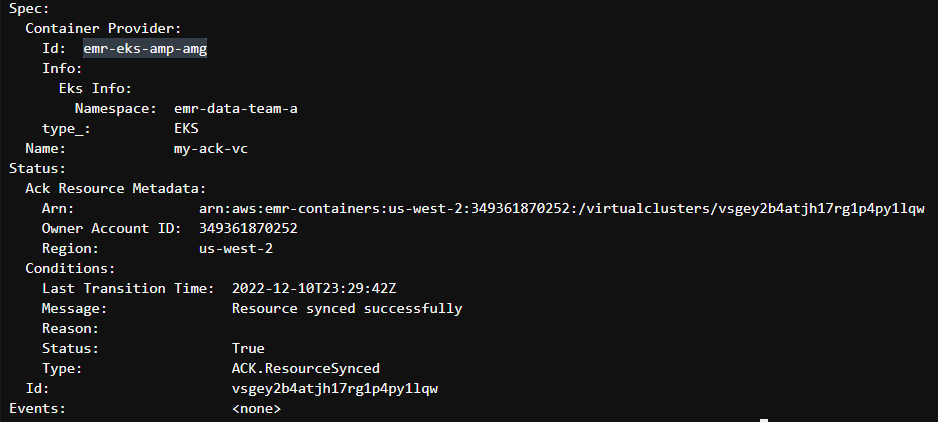 Spec:
Container Provider:
Id: emr-eks-amp-amg
Info:
Eks Info:
Namespace: emr-data-team-a
type_: EKS
Name: my-ack-vc
Status:
Ack Resource Metadata:
Arn: arn:aws:emr-containers:us-west-2:349361870252:/virtualclusters/vsgey2b4atjh17rg1p4py1lqw
Owner Account ID: 349361870252
Region: us-west-2
Conditions:
Last Transition Time: 2022-12-10T23:29:42Z
Message: Resource synced successfully
Reason:
Status: True
Type: ACK.ResourceSynced
Id: vsgey2b4atjh17rg1p4py1lqw
Events: <none>